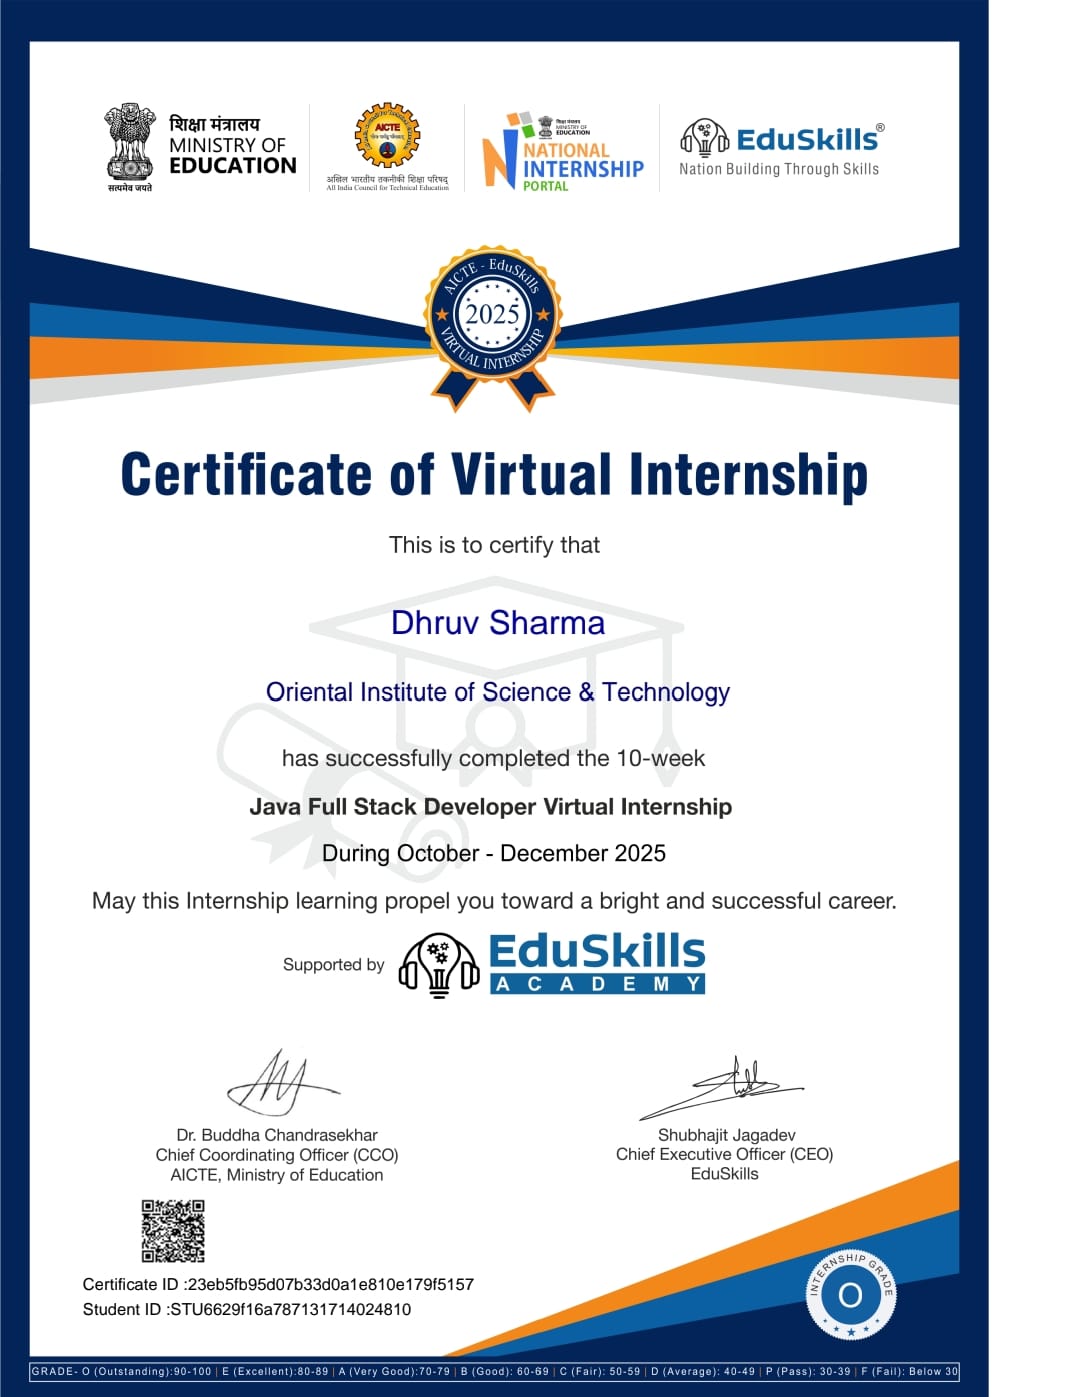 शिक्षा मंत्रालय
MINISTRY OF
EDUCATION
सत्यमेव जयते
AICTE
अखिल भारतीय तकनीकी शिक्षा परिषद्
All India Council for Technical Education
शिक्षा मंत्रालय
MINISTRY OF
EDUCATION
NATIONAL
INTERNSHIP
PORTAL
EduSkills®
Nation Building Through Skills
AICTE - EduSkills
2025
VIRTUAL INTERNSHIP
Certificate of Virtual Internship
This is to certify that
Dhruv Sharma
Oriental Institute of Science & Technology
has successfully completed the 10-week
Java Full Stack Developer Virtual Internship
During October - December 2025
May this Internship learning propel you toward a bright and successful career.
Supported by
EduSkills
ACADEMY
Dr. Buddha Chandrasekhar
Chief Coordinating Officer (CCO)
AICTE, Ministry of Education
Shubhajit Jagadev
Chief Executive Officer (CEO)
EduSkills
Certificate ID :23eb5fb95d07b33d0a1e810e179f5157
Student ID :STU6629f16a787131714024810
INTERNSHIP GRADE
O
GRADE- O (Outstanding):90-100 | E (Excellent):80-89 | A (Very Good):70-79 | B (Good): 60-69 | C (Fair): 50-59 | D (Average): 40-49 | P (Pass): 30-39 | F (Fail): Below 30